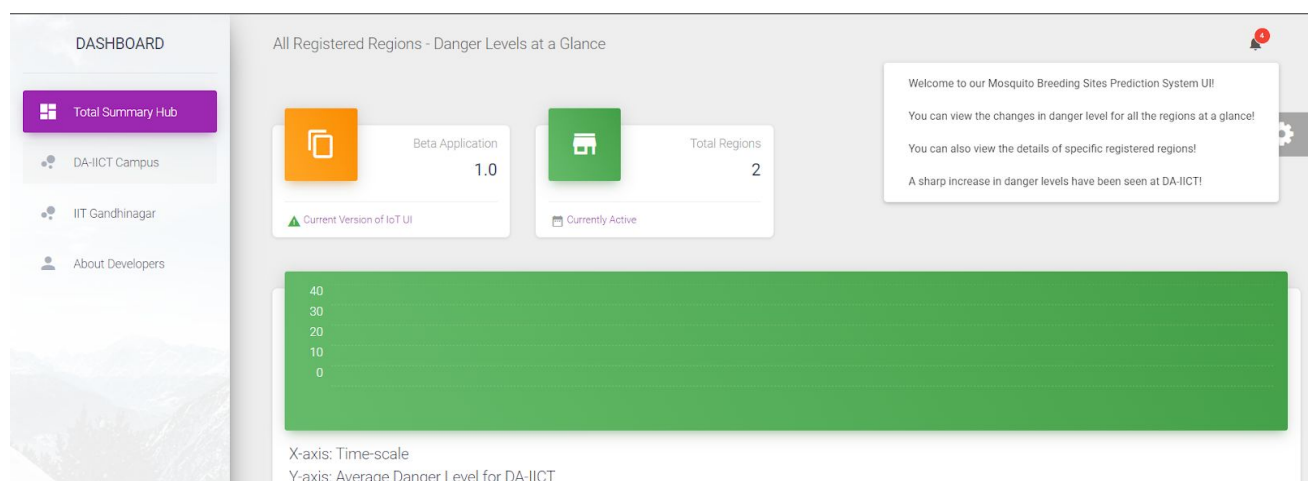 DASHBOARD
Total Summary Hub
DA-IICT Campus
IIT Gandhinagar
About Developers
All Registered Regions - Danger Levels at a Glance
4
Welcome to our Mosquito Breeding Sites Prediction System UI!
You can view the changes in danger level for all the regions at a glance!
You can also view the details of specific registered regions!
A sharp increase in danger levels have been seen at DA-IICT!
Beta Application
1.0
Current Version of IoT UI
Total Regions
2
Currently Active
40
30
20
10
0
X-axis: Time-scale
Y-axis: Average Danger Level for DA-IICT